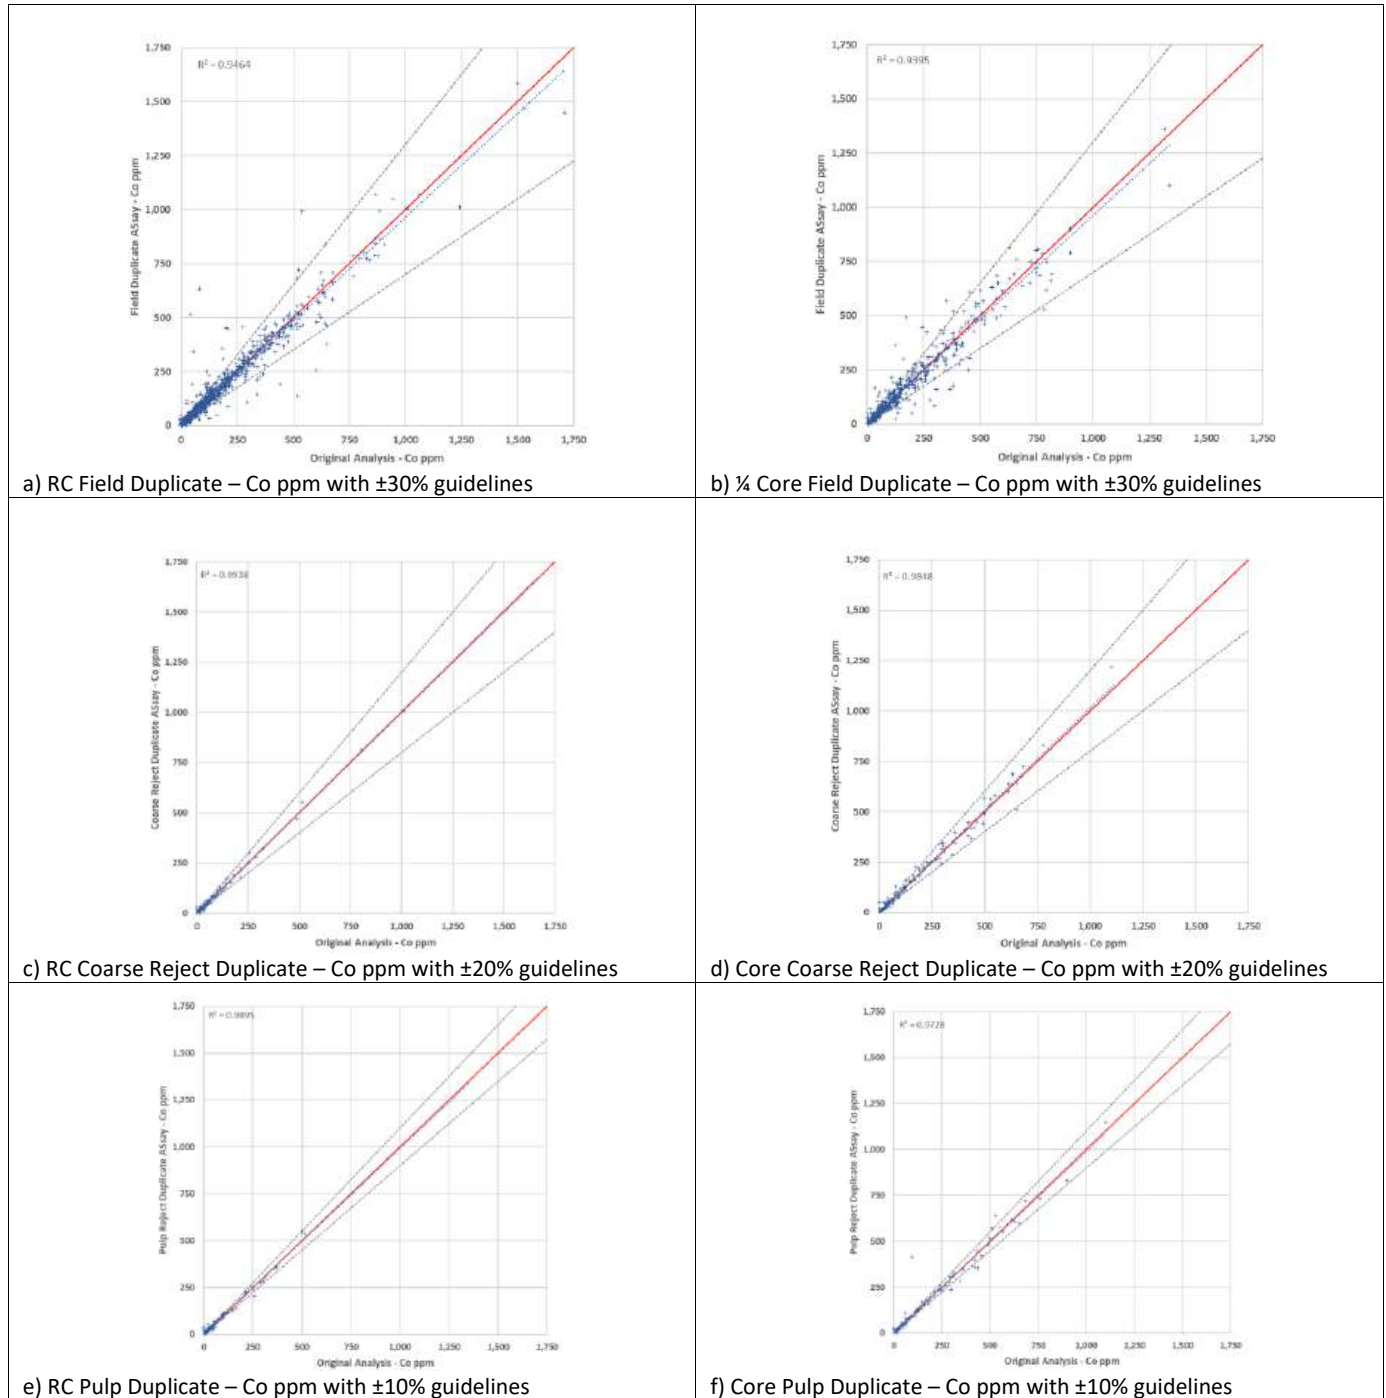 R² = 0.9464
Field Duplicate ASsay - Co ppm
1,750
1,500
1,250
1,000
750
500
250
0
0 250 500 750 1,000 1,250 1,500 1,750
Original Analysis - Co ppm
a) RC Field Duplicate – Co ppm with ±30% guidelines
R² = 0.9395
Field Duplicate ASsay - Co ppm
1,750
1,500
1,250
1,000
750
500
250
0
0 250 500 750 1,000 1,250 1,500 1,750
Original Analysis - Co ppm
b) ¼ Core Field Duplicate – Co ppm with ±30% guidelines
R² = 0.9938
Coarse Reject Duplicate ASsay - Co ppm
1,750
1,500
1,250
1,000
750
500
250
0
0 250 500 750 1,000 1,250 1,500 1,750
Original Analysis - Co ppm
c) RC Coarse Reject Duplicate – Co ppm with ±20% guidelines
R² = 0.9848
Coarse Reject Duplicate ASsay - Co ppm
1,750
1,500
1,250
1,000
750
500
250
0
0 250 500 750 1,000 1,250 1,500 1,750
Original Analysis - Co ppm
d) Core Coarse Reject Duplicate – Co ppm with ±20% guidelines
R² = 0.9895
Pulp Reject Duplicate ASsay - Co ppm
1,750
1,500
1,250
1,000
750
500
250
0
0 250 500 750 1,000 1,250 1,500 1,750
Original Analysis - Co ppm
e) RC Pulp Duplicate – Co ppm with ±10% guidelines
R² = 0.9728
Pulp Reject Duplicate ASsay - Co ppm
1,750
1,500
1,250
1,000
750
500
250
0
0 250 500 750 1,000 1,250 1,500 1,750
Original Analysis - Co ppm
f) Core Pulp Duplicate – Co ppm with ±10% guidelines